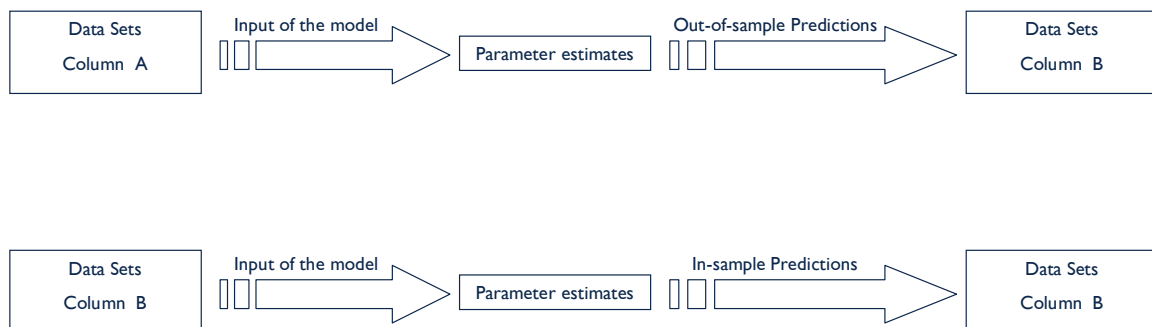 Data Sets
Column A
Input of the model
Parameter estimates
Out-of-sample Predictions
Data Sets
Column B
Data Sets
Column B
Input of the model
Parameter estimates
In-sample Predictions
Data Sets
Column B